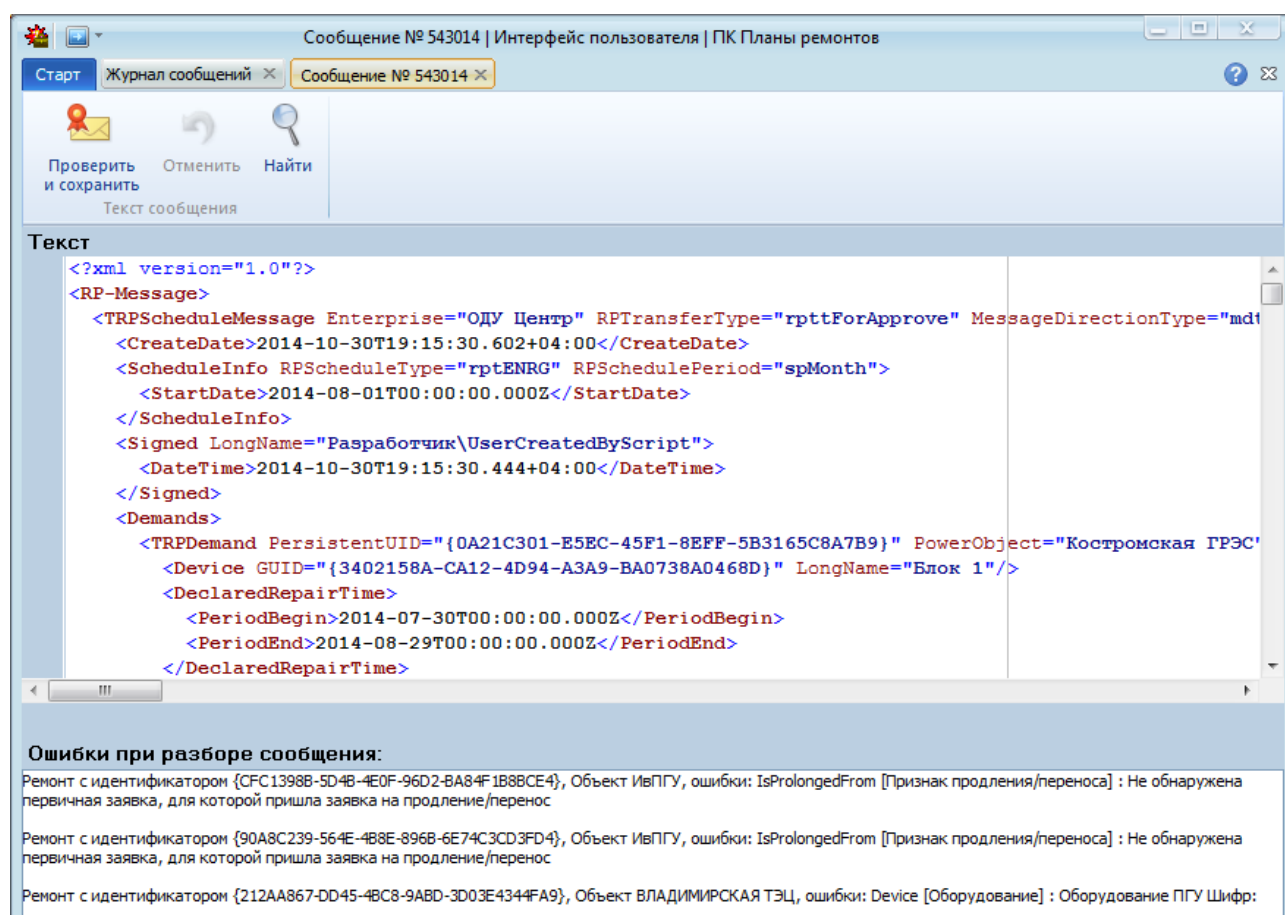 Сообщение № 543014 | Интерфейс пользователя | ПК Планы ремонтов
Старт Журнал сообщений Сообщение № 543014
Проверить и сохранить
Отменить
Найти
Текст сообщения
Текст
<?xml version="1.0"?>
<RP-Message>
<TRPScheduleMessage Enterprise="ОДУ Центр" RPTransferType="rpttForApprove" MessageDirectionType="mdt
<CreateDate>2014-10-30T19:15:30.602+04:00</CreateDate>
<ScheduleInfo RPScheduleType="rptENRG" RPSchedulePeriod="spMonth">
<StartDate>2014-08-01T00:00:00.000Z</StartDate>
</ScheduleInfo>
<Signed LongName="Разработчик\UserCreatedByScript">
<DateTime>2014-10-30T19:15:30.444+04:00</DateTime>
</Signed>
<Demands>
<TRPDemand PersistentUID="{0A21C301-E5EC-45F1-8EFF-5B3165C8A7B9}" PowerObject="Костромская ГРЭС"
<Device GUID="{3402158A-CA12-4D94-A3A9-BA0738A0468D}" LongName="Блок 1"/>
<DeclaredRepairTime>
<PeriodBegin>2014-07-30T00:00:00.000Z</PeriodBegin>
<PeriodEnd>2014-08-29T00:00:00.000Z</PeriodEnd>
</DeclaredRepairTime>
Ошибки при разборе сообщения:
Ремонт с идентификатором {CFC1398B-5D4B-4E0F-96D2-BA84F1B8BCE4}, Объект ИвПГУ, ошибки: IsProlongedFrom [Признак продления/переноса] : Не обнаружена
первичная заявка, для которой пришла заявка на продление/перенос
Ремонт с идентификатором {90A8C239-564E-4B8E-896B-6E74C3CD3FD4}, Объект ИвПГУ, ошибки: IsProlongedFrom [Признак продления/переноса] : Не обнаружена
первичная заявка, для которой пришла заявка на продление/перенос
Ремонт с идентификатором {212AA867-DD45-4BC8-9ABD-3D03E4344FA9}, Объект ВЛАДИМИРСКАЯ ТЭЦ, ошибки: Device [Оборудование] : Оборудование ПГУ Шифр: